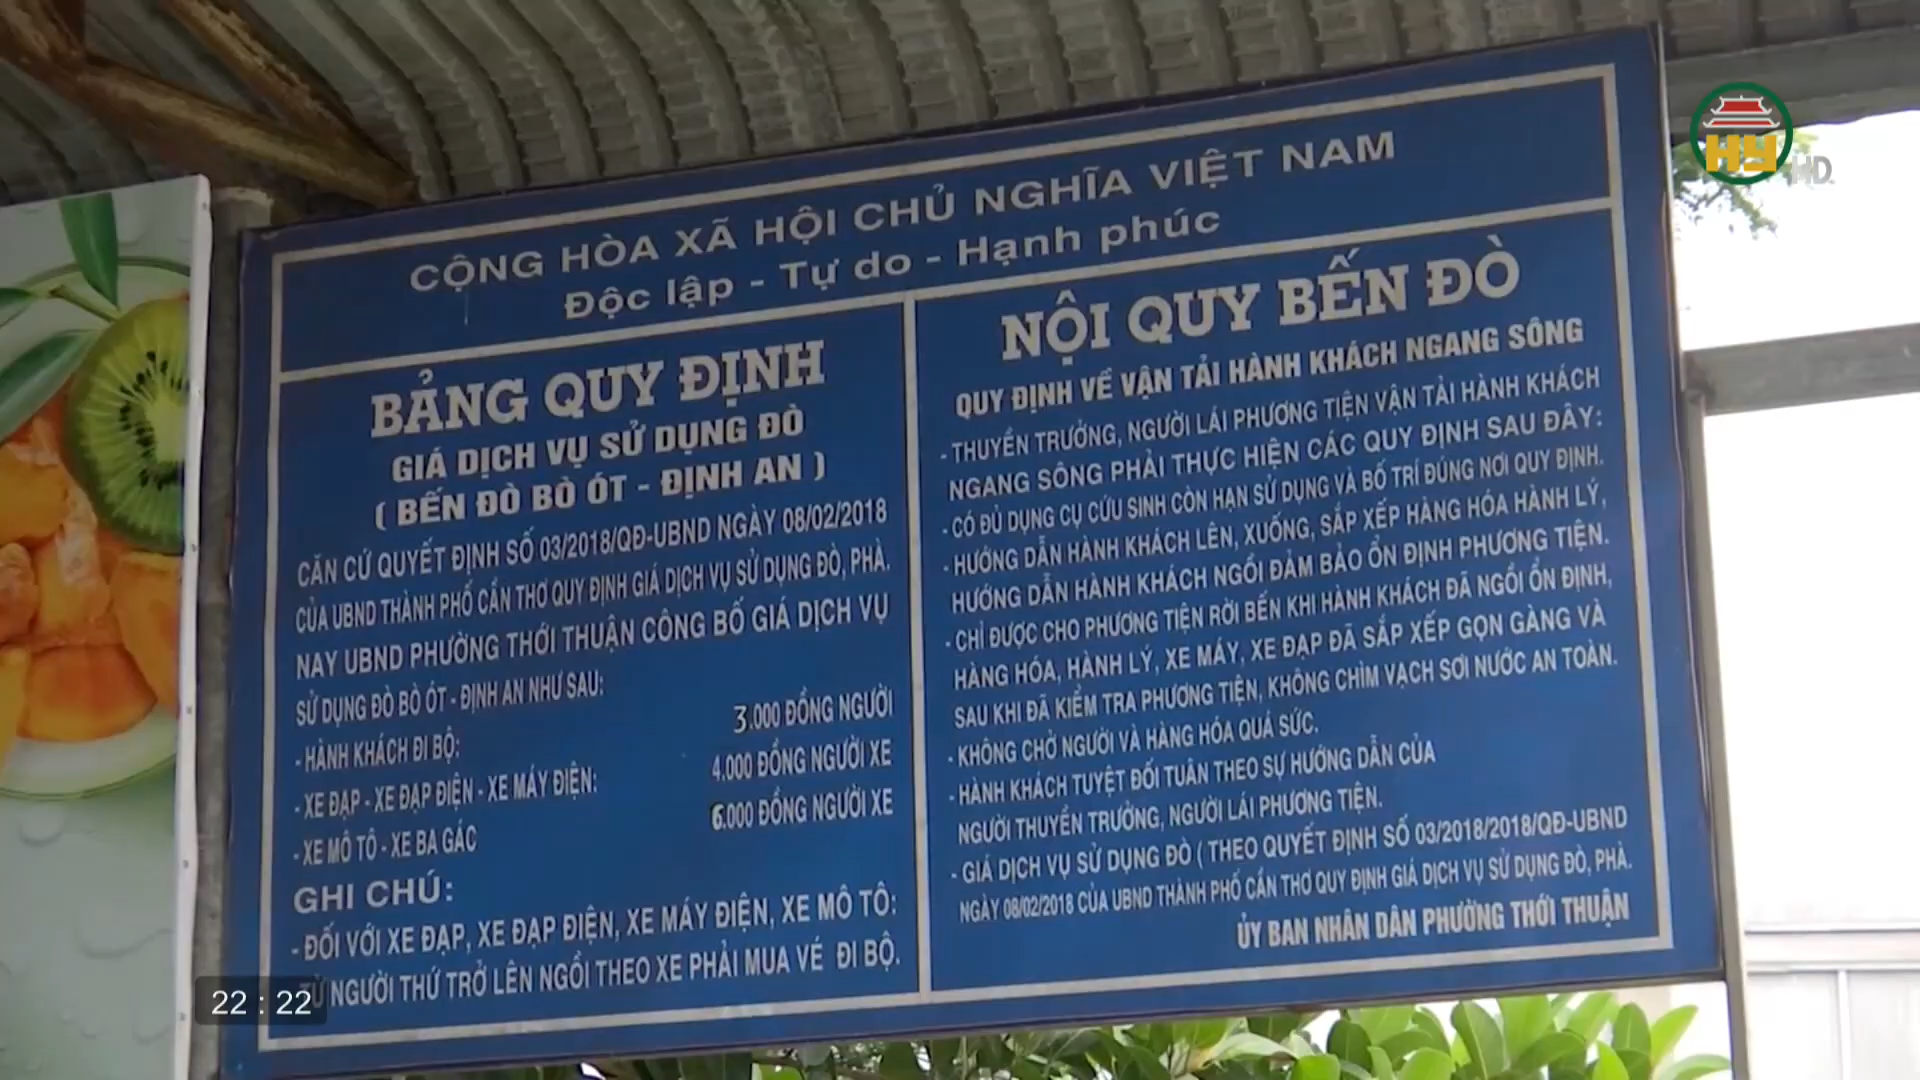 CỘNG HÒA XÃ HỘI CHỦ NGHĨA VIỆT NAM
Độc lập - Tự do - Hạnh phúc
BẢNG QUY ĐỊNH
GIÁ DỊCH VỤ SỬ DỤNG ĐÒ
( BẾN ĐÒ BÒ ÓT - ĐỊNH AN )
CĂN CỨ QUYẾT ĐỊNH SỐ 03/2018/QĐ-UBND NGÀY 08/02/2018
CỦA UBND THÀNH PHỐ CẦN THƠ QUY ĐỊNH GIÁ DỊCH VỤ SỬ DỤNG ĐÒ, PHÀ.
NAY UBND PHƯỜNG THỚI THUẬN CÔNG BỐ GIÁ DỊCH VỤ
SỬ DỤNG ĐÒ BÒ ÓT - ĐỊNH AN NHƯ SAU:
- HÀNH KHÁCH ĐI BỘ: 3.000 ĐỒNG NGƯỜI
- XE ĐẠP - XE ĐẠP ĐIỆN - XE MÁY ĐIỆN: 4.000 ĐỒNG NGƯỜI XE
- XE MÔ TÔ - XE BA GÁC 6.000 ĐỒNG NGƯỜI XE
GHI CHÚ:
- ĐỐI VỚI XE ĐẠP, XE ĐẠP ĐIỆN, XE MÁY ĐIỆN, XE MÔ TÔ:
TỪ NGƯỜI THỨ TRỞ LÊN NGỒI THEO XE PHẢI MUA VÉ ĐI BỘ.
NỘI QUY BẾN ĐÒ
QUY ĐỊNH VỀ VẬN TẢI HÀNH KHÁCH NGANG SÔNG
- THUYỀN TRƯỞNG, NGƯỜI LÁI PHƯƠNG TIỆN VẬN TẢI HÀNH KHÁCH
NGANG SÔNG PHẢI THỰC HIỆN CÁC QUY ĐỊNH SAU ĐÂY:
- CÓ ĐỦ DỤNG CỤ CỨU SINH CÒN HẠN SỬ DỤNG VÀ BỐ TRÍ ĐÚNG NƠI QUY ĐỊNH.
- HƯỚNG DẪN HÀNH KHÁCH LÊN, XUỐNG, SẮP XẾP HÀNG HÓA HÀNH LÝ,
HƯỚNG DẪN HÀNH KHÁCH NGỒI ĐẢM BẢO ỔN ĐỊNH PHƯƠNG TIỆN.
- CHỈ ĐƯỢC CHO PHƯƠNG TIỆN RỜI BẾN KHI HÀNH KHÁCH ĐÃ NGỒI ỔN ĐỊNH,
HÀNG HÓA, HÀNH LÝ, XE MÁY, XE ĐẠP ĐÃ SẮP XẾP GỌN GÀNG VÀ
SAU KHI ĐÃ KIỂM TRA PHƯƠNG TIỆN, KHÔNG CHÌM VẠCH SƠI NƯỚC AN TOÀN.
- KHÔNG CHỞ NGƯỜI VÀ HÀNG HÓA QUÁ SỨC.
- HÀNH KHÁCH TUYỆT ĐỐI TUÂN THEO SỰ HƯỚNG DẪN CỦA
NGƯỜI THUYỀN TRƯỞNG, NGƯỜI LÁI PHƯƠNG TIỆN.
- GIÁ DỊCH VỤ SỬ DỤNG ĐÒ ( THEO QUYẾT ĐỊNH SỐ 03/2018/2018/QĐ-UBND
NGÀY 08/02/2018 CỦA UBND THÀNH PHỐ CẦN THƠ QUY ĐỊNH GIÁ DỊCH VỤ SỬ DỤNG ĐÒ, PHÀ.
ỦY BAN NHÂN DÂN PHƯỜNG THỚI THUẬN
HY HD
22 : 22